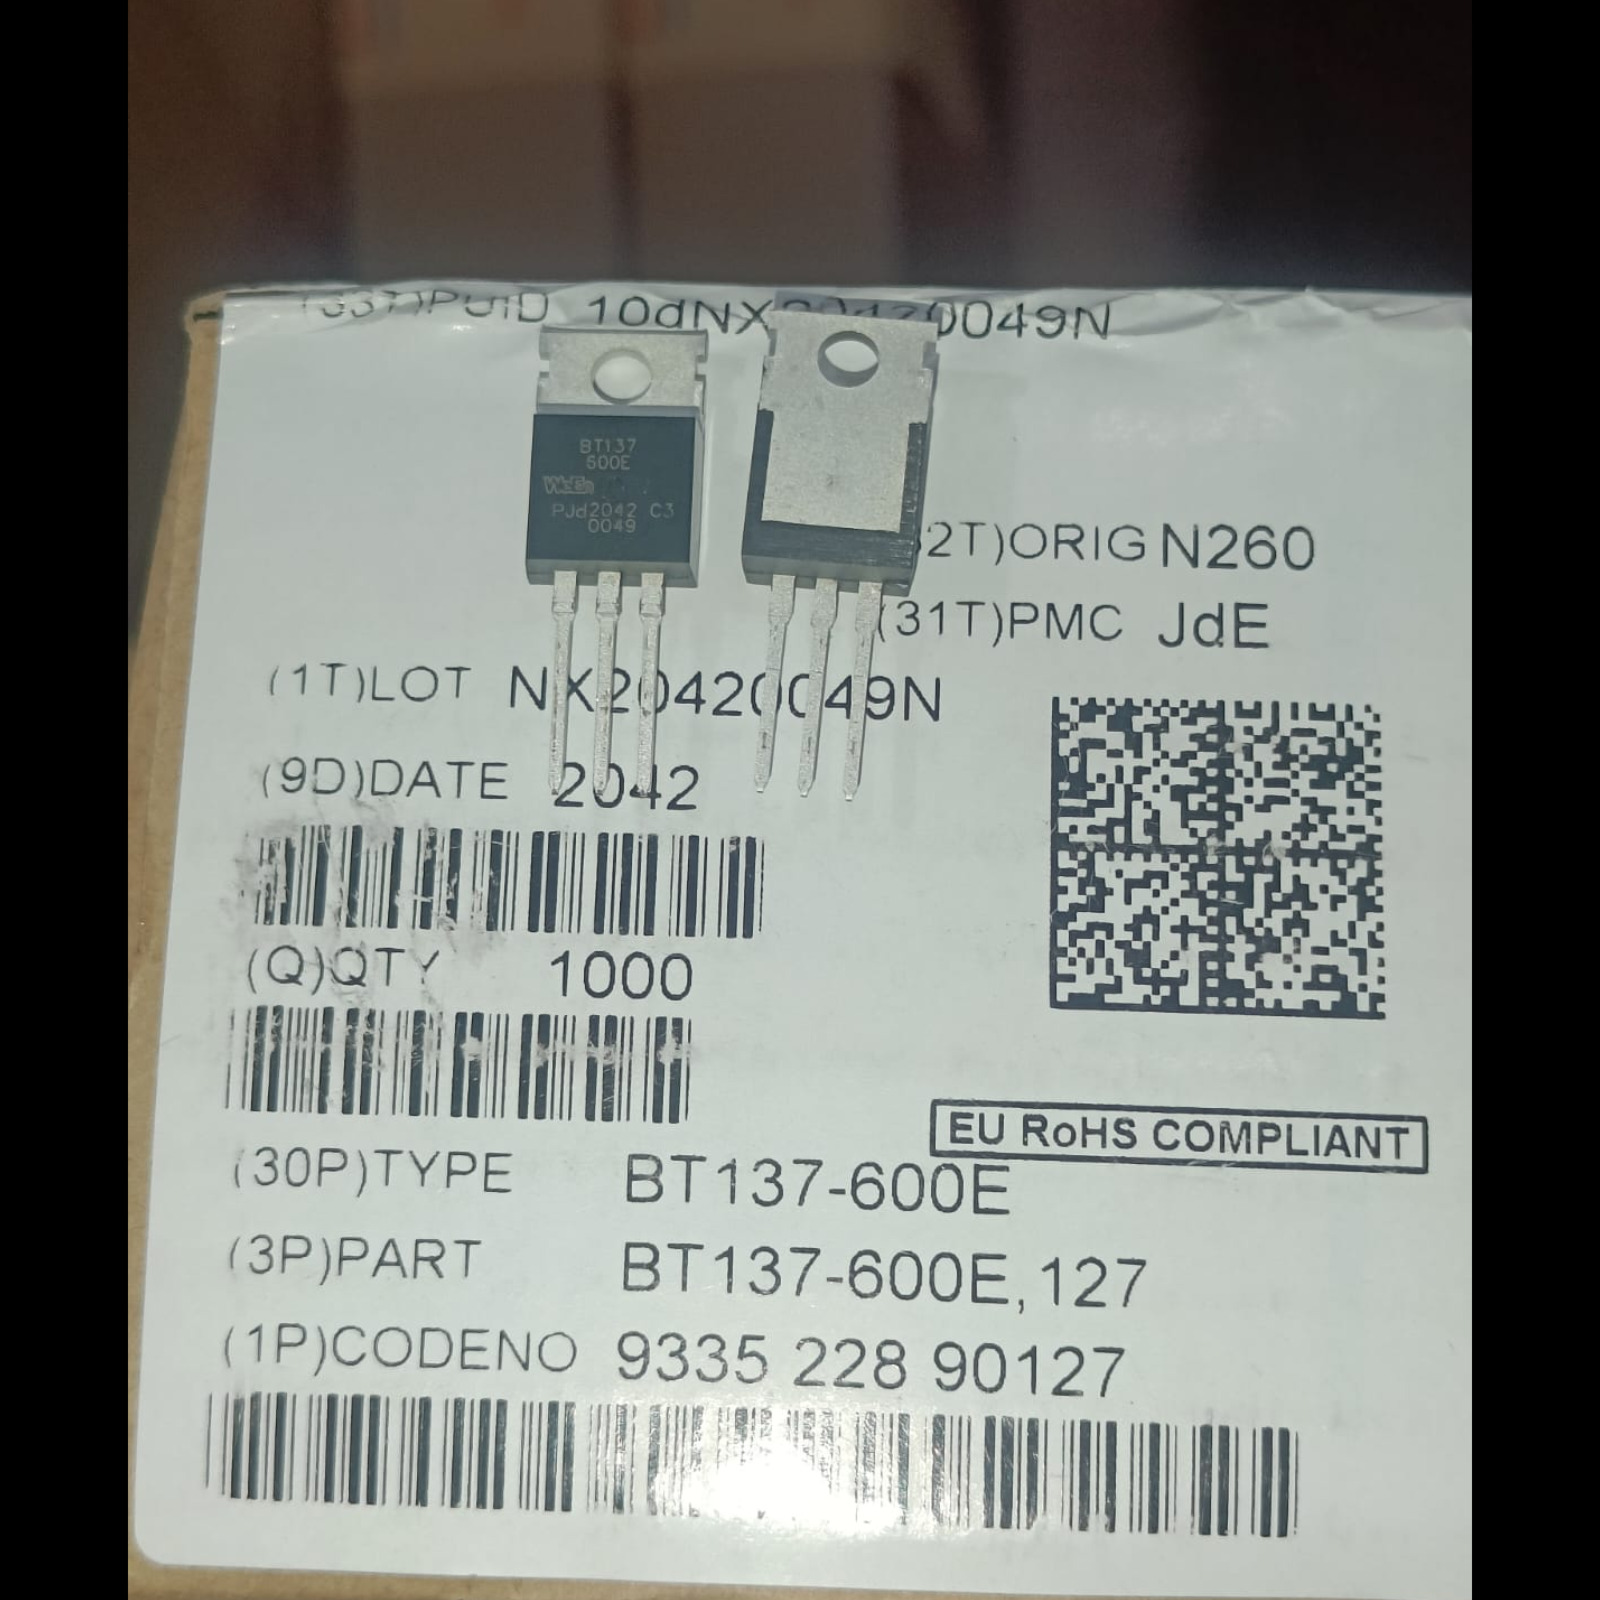 (33T)PUID 10dNX20420049N
BT137
600E
WeEn
PJd2042 C3
0049
2T)ORIG N260
(31T)PMC JdE
(1T)LOT NX20420049N
(9D)DATE 2042
(Q)QTY 1000
EU RoHS COMPLIANT
(30P)TYPE BT137-600E
(3P)PART BT137-600E,127
(1P)CODENO 9335 228 90127